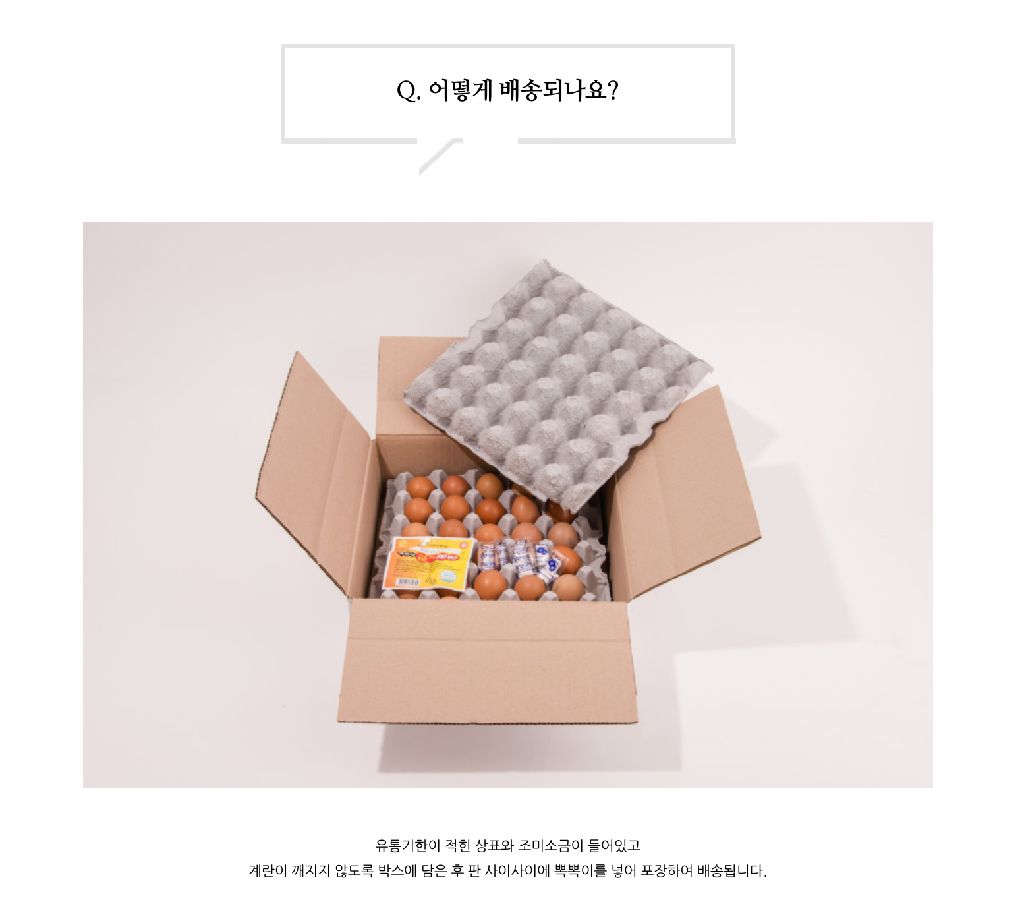 Q. 어떻게 배송되나요?
유통기한이 적힌 상표와 조미소금이 들어있고
계란이 깨지지 않도록 박스에 담은 후 판 사이사이에 뽁뽁이를 넣어 포장하여 배송됩니다.